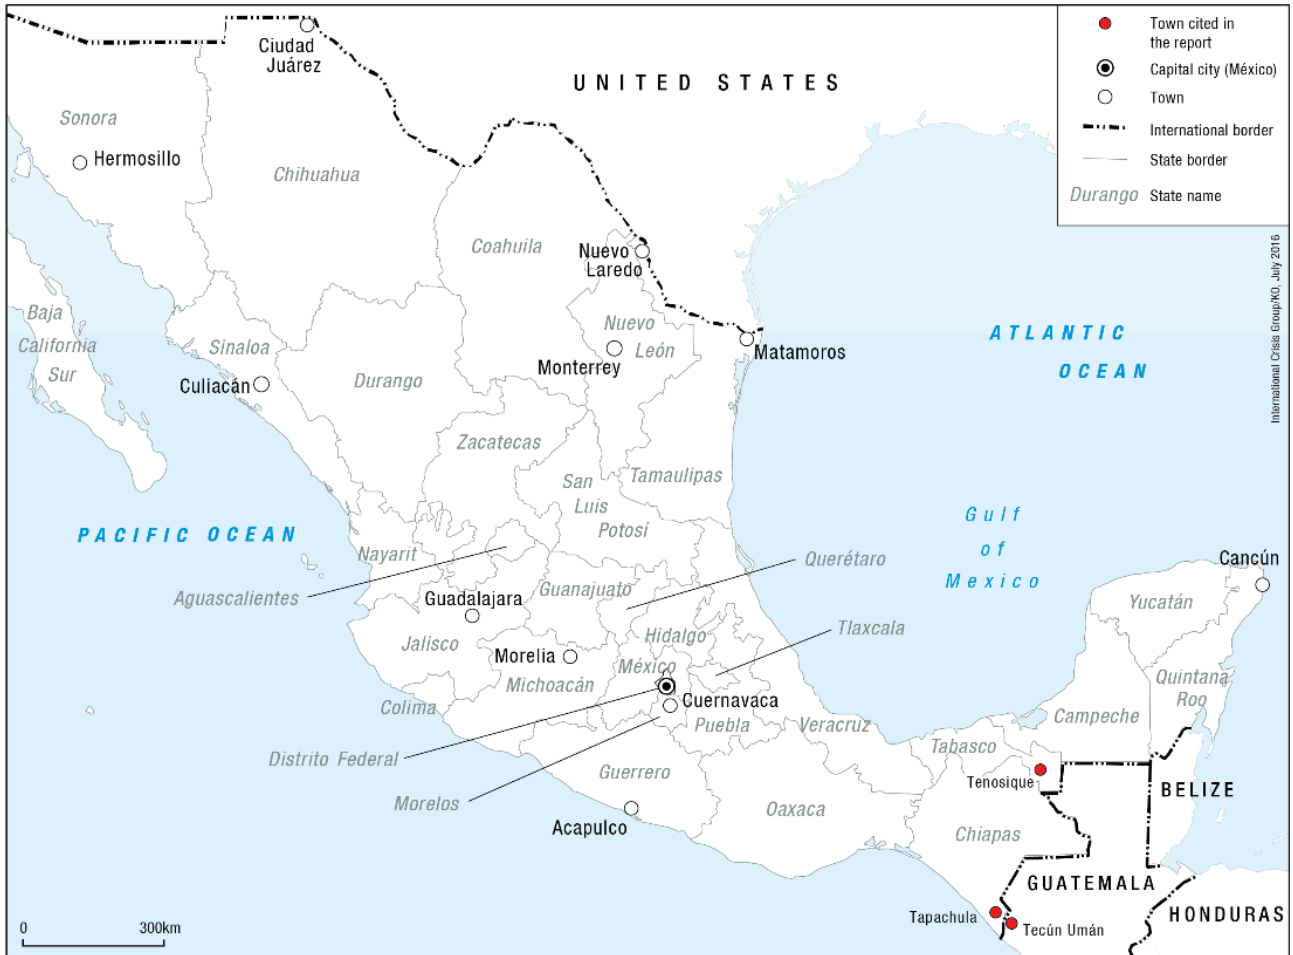 Ciudad
Juárez
UNITED STATES
Town cited in
the report
Capital city (México)
Town
International border
State border
Durango State name
Sonora
Hermosillo
Chihuahua
Coahuila
Nuevo
Laredo
International Crisis Group/KO, July 2016
Baja
California
Sur
Sinaloa
Culiacán
Durango
Nuevo
León
Monterrey
Matamoros
ATLANTIC
OCEAN
Zacatecas
San
Luis
Potosí
Tamaulipas
PACIFIC OCEAN
Gulf
of
Mexico
Nayarit
Aguascalientes
Guanajuato
Querétaro
Cancún
Yucatán
Guadalajara
Jalisco
Hidalgo
Tlaxcala
Morelia
Michoacán
México
Quintana
Roo
Colima
Cuernavaca
Puebla
Veracruz
Campeche
Tabasco
Distrito Federal
Guerrero
Tenosique
BELIZE
Morelos
Acapulco
Oaxaca
Chiapas
GUATEMALA
HONDURAS
Tapachula
Tecún Umán
0 300km